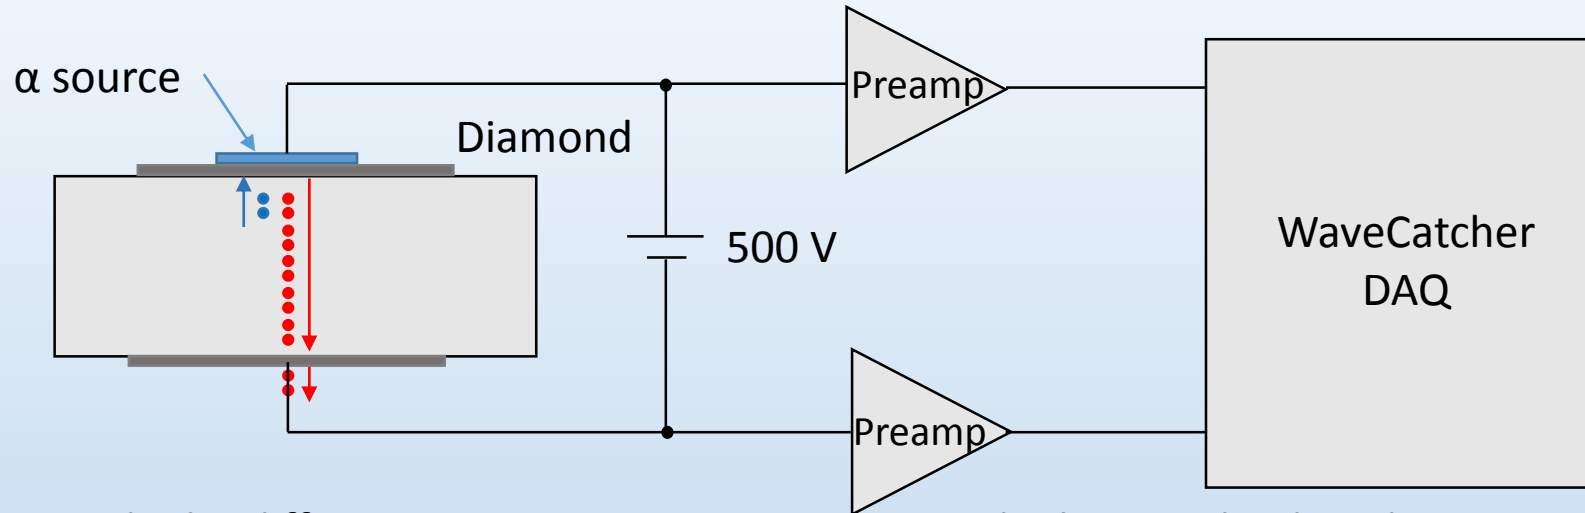 α source
Diamond
Preamp
500 V
WaveCatcher
DAQ
Preamp